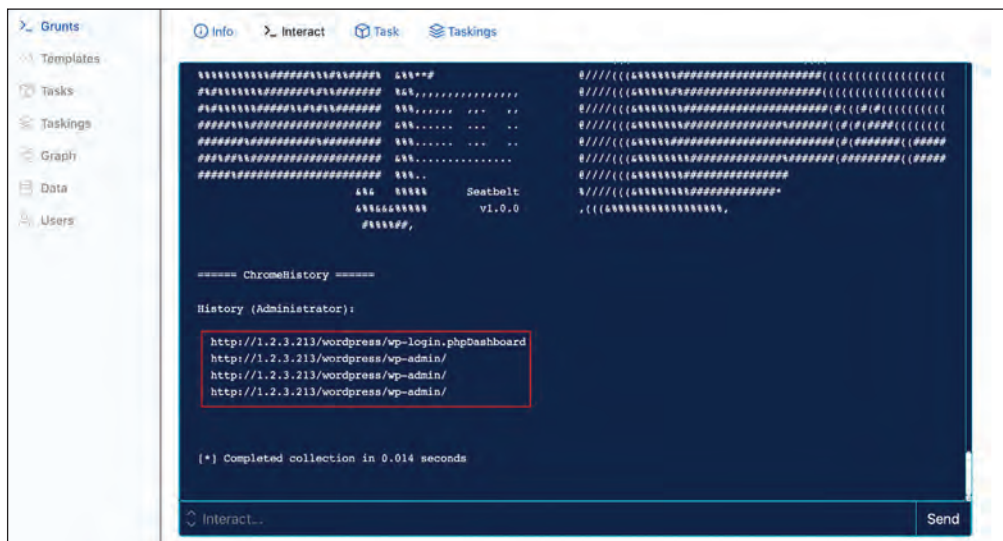 Grunts
Templates
Tasks
Taskings
Graph
Data
Users
Info
Interact
Task
Taskings
Seatbelt
v1.0.0
====== ChromeHistory ======
History (Administrator):
http://1.2.3.213/wordpress/wp-login.phpDashboard
http://1.2.3.213/wordpress/wp-admin/
http://1.2.3.213/wordpress/wp-admin/
http://1.2.3.213/wordpress/wp-admin/
[*] Completed collection in 0.014 seconds
Interact...
Send